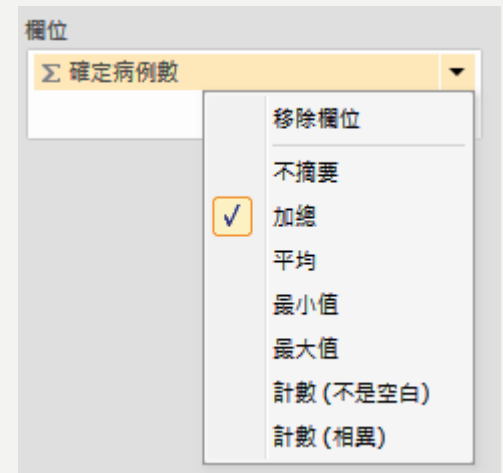 欄位
Σ 確定病例數
移除欄位
不摘要
加總
平均
最小值
最大值
計數 (不是空白)
計數 (相異)